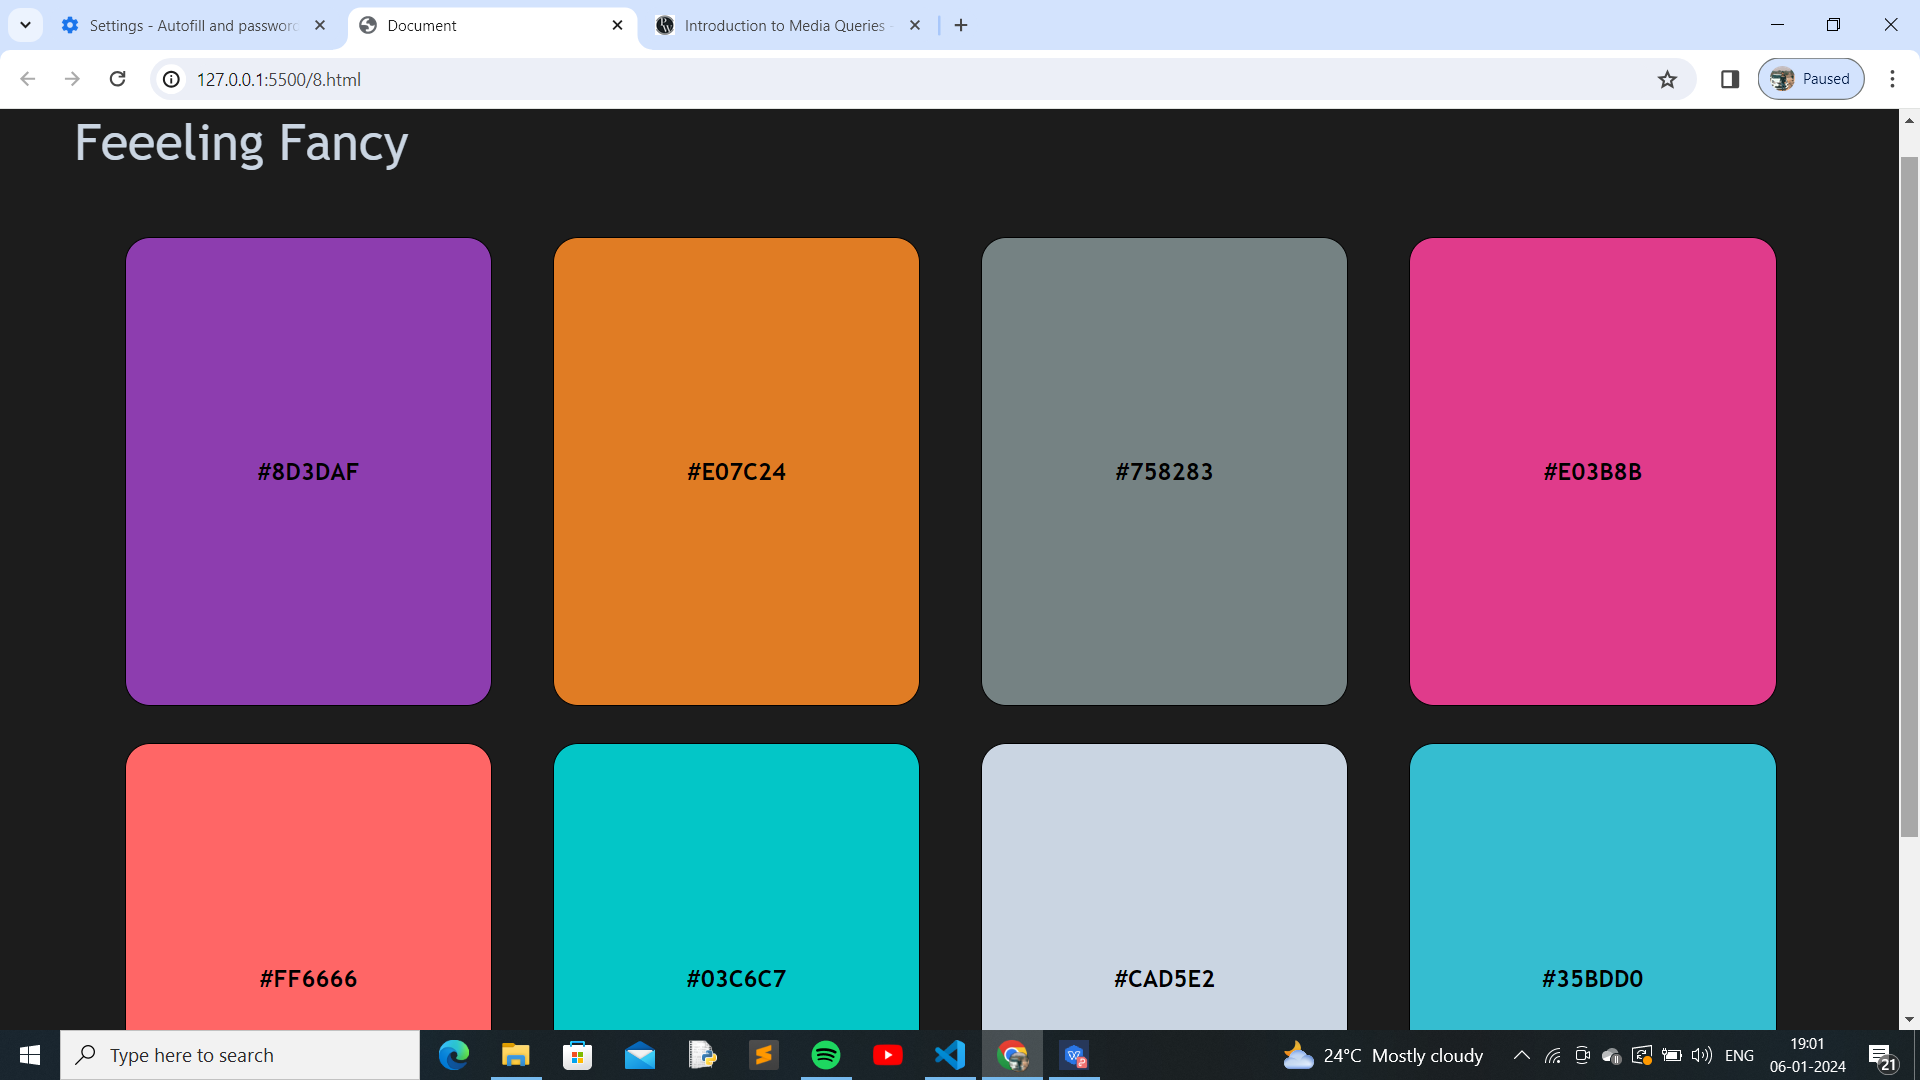 Settings - Autofill and password
Document
Introduction to Media Queries -
127.0.0.1:5500/8.html
Paused
Feeeling Fancy
#8D3DAF
#E07C24
#758283
#E03B8B
#FF6666
#03C6C7
#CAD5E2
#35BDD0
Type here to search
24°C Mostly cloudy
ENG
19:01
06-01-2024
21